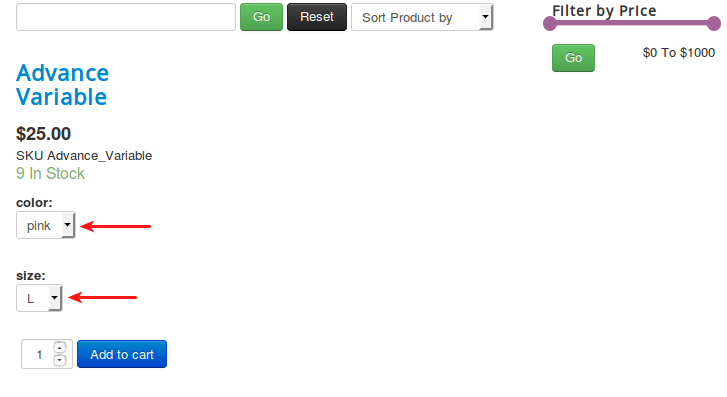 Go Reset Sort Product by
Filter by Price
Go $0 To $1000
Advance
Variable
$25.00
SKU Advance_Variable
9 In Stock
color:
pink
size:
L
1 Add to cart